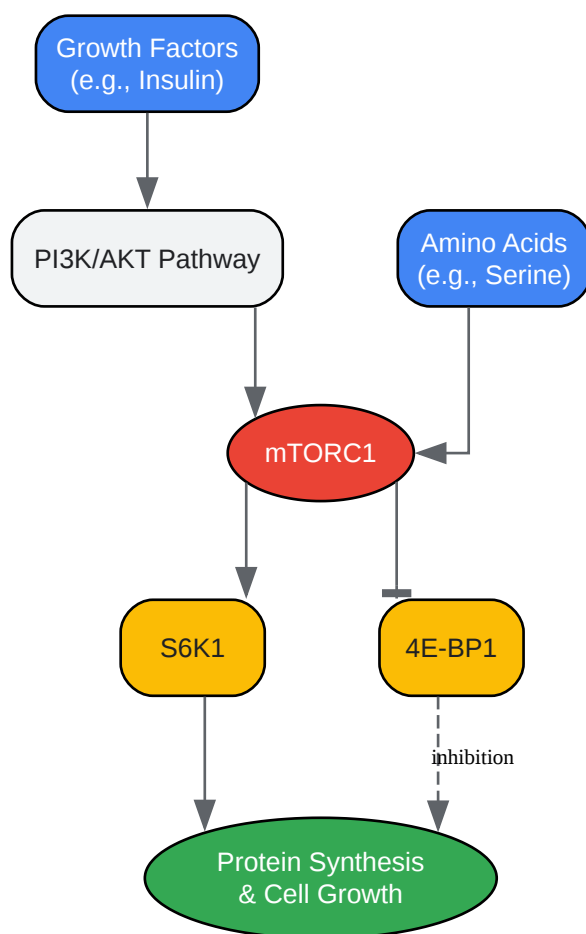 Growth Factors
(e.g., Insulin)
PI3K/AKT Pathway
Amino Acids
(e.g., Serine)
mTORC1
S6K1
4E-BP1
inhibition
Protein Synthesis
& Cell Growth